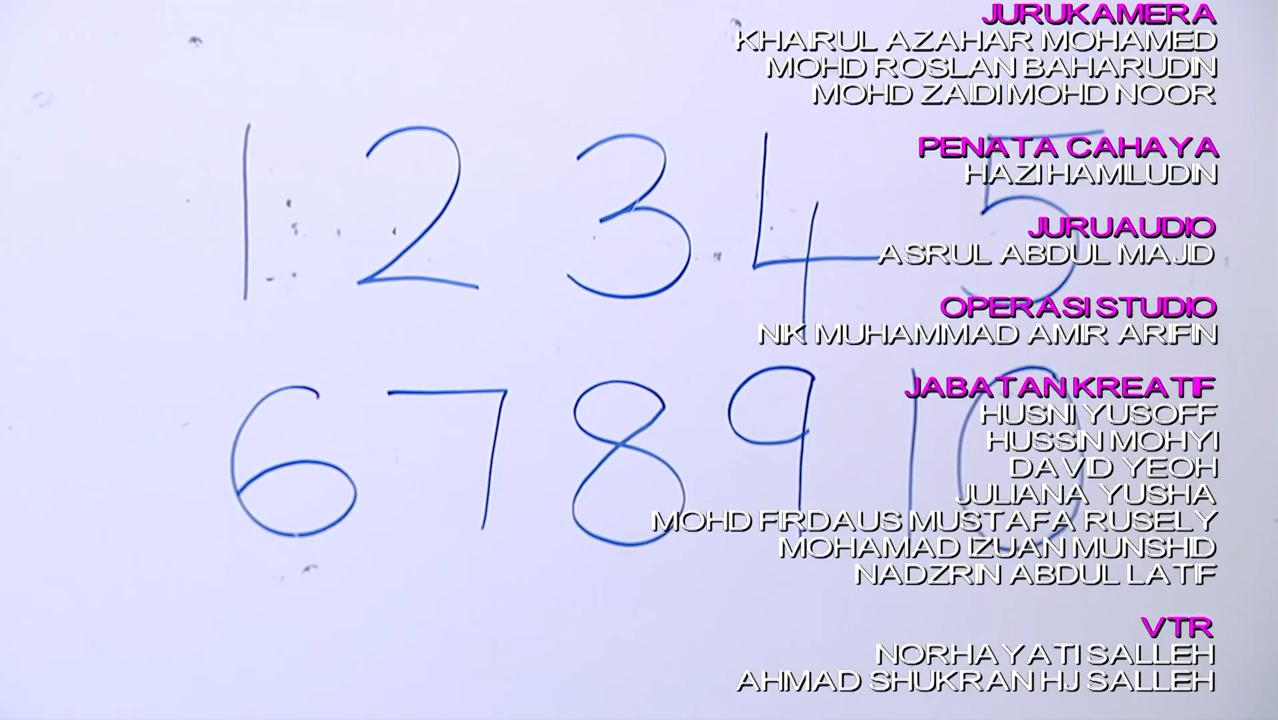 1 2 3 4 5
6 7 8 9 10
JURUKAMERA
KHAIRUL AZAHAR MOHAMED
MOHD ROSLAN BAHARUDIN
MOHD ZAIDI MOHD NOOR
PENATA CAHAYA
HAZI HAMILUDIN
JURUAUDIO
ASRUL ABDUL MAJID
OPERASI STUDIO
NIK MUHAMMAD AMIR ARIFIN
JABATAN KREATIF
HUSNI YUSOFF
HUSSIN MOHYI
DAVID YEOH
JULIANA YUSHA
MOHD FIRDAUS MUSTAFA RUSELY
MOHAMAD IZUAN MUNSHID
NADZRIN ABDUL LATIF
VTR
NORHAYATI SALLEH
AHMAD SHUKRAN HJ SALLEH